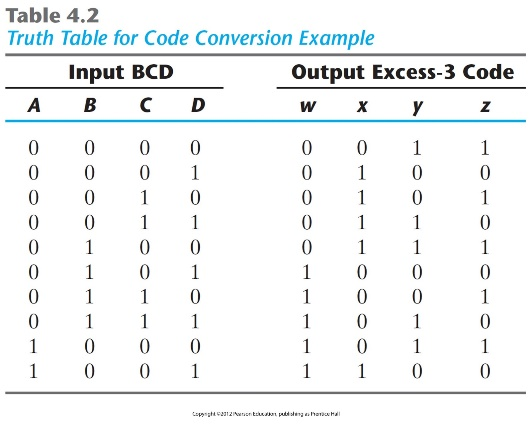 Table 4.2
Truth Table for Code Conversion Example
Input BCD Output Excess-3 Code
A B C D w x y z
0 0 0 0 0 0 1 1
0 0 0 1 0 1 0 0
0 0 1 0 0 1 0 1
0 0 1 1 0 1 1 0
0 1 0 0 0 1 1 1
0 1 0 1 1 0 0 0
0 1 1 0 1 0 0 1
0 1 1 1 1 0 1 0
1 0 0 0 1 0 1 1
1 0 0 1 1 1 0 0
Copyright ©2012 Pearson Education, publishing as Prentice Hall